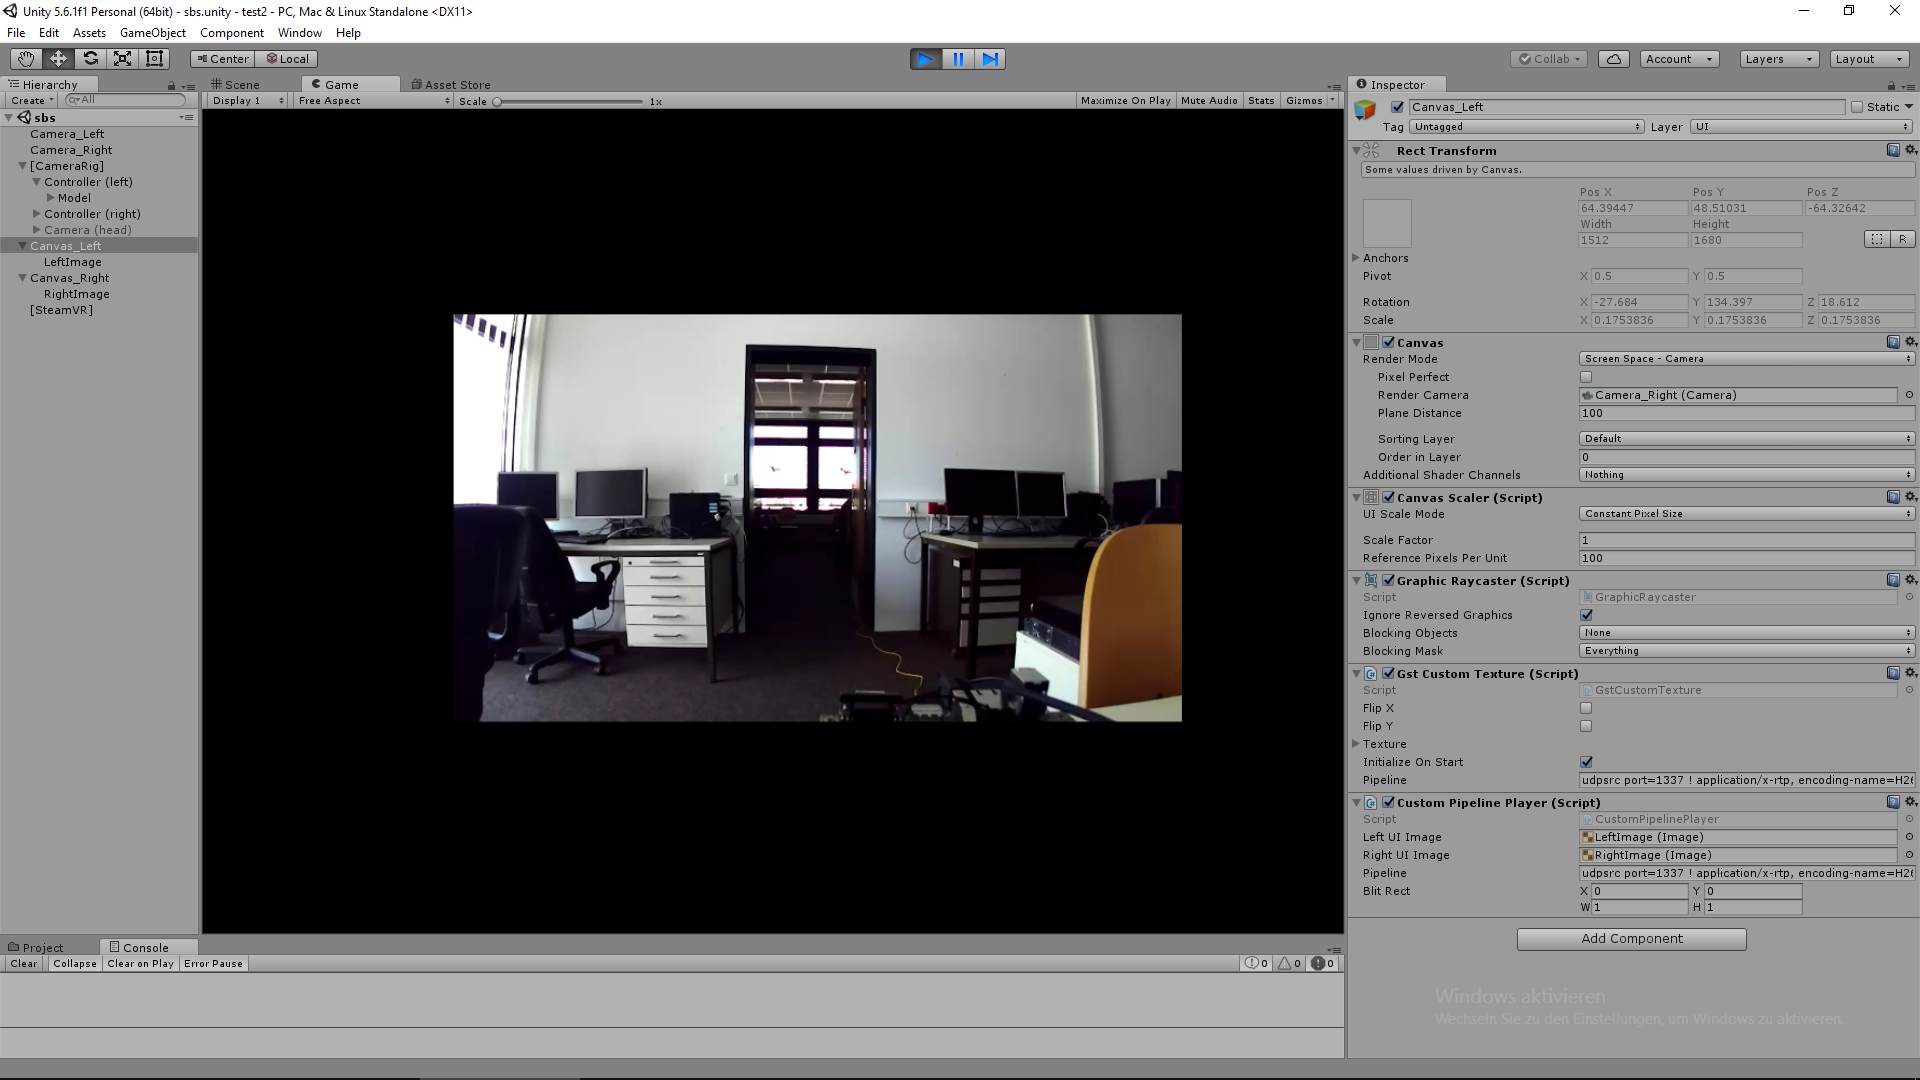 Unity 5.6.1f1 Personal (64bit) - sbs.unity - test2 - PC, Mac & Linux Standalone <DX11>
File Edit Assets GameObject Component Window Help
Center Local Collab Account Layers Layout
Hierarchy
Create All
sbs
Camera_Left
Camera_Right
[CameraRig]
Controller (left)
Model
Controller (right)
Camera (head)
Canvas_Left
LeftImage
Canvas_Right
RightImage
[SteamVR]
Scene Game Asset Store
Display 1 Free Aspect Scale 1x Maximize On Play Mute Audio Stats Gizmos
Project Console
Clear Collapse Clear on Play Error Pause 0 0 0
Inspector
Canvas_Left Static
Tag Untagged Layer UI
Rect Transform
Some values driven by Canvas.
Pos X Pos Y Pos Z
64.39447 48.51031 -64.32642
Width Height
1512 1680 R
Anchors
Pivot X 0.5 Y 0.5
Rotation X -27.684 Y 134.397 Z 18.612
Scale X 0.1753836 Y 0.1753836 Z 0.1753836
Canvas
Render Mode Screen Space - Camera
Pixel Perfect
Render Camera Camera_Right (Camera)
Plane Distance 100
Sorting Layer Default
Order in Layer 0
Additional Shader Channels Nothing
Canvas Scaler (Script)
UI Scale Mode Constant Pixel Size
Scale Factor 1
Reference Pixels Per Unit 100
Graphic Raycaster (Script)
Script GraphicRaycaster
Ignore Reversed Graphics
Blocking Objects None
Blocking Mask Everything
Gst Custom Texture (Script)
Script GstCustomTexture
Flip X
Flip Y
Texture
Initialize On Start
Pipeline udpsrc port=1337 ! application/x-rtp, encoding-name=H26
Custom Pipeline Player (Script)
Script CustomPipelinePlayer
Left UI Image LeftImage (Image)
Right UI Image RightImage (Image)
Pipeline udpsrc port=1337 ! application/x-rtp, encoding-name=H26
Blit Rect X 0 Y 0
W 1 H 1
Add Component
Windows aktivieren
Wechseln Sie zu den Einstellungen, um Windows zu aktivieren.